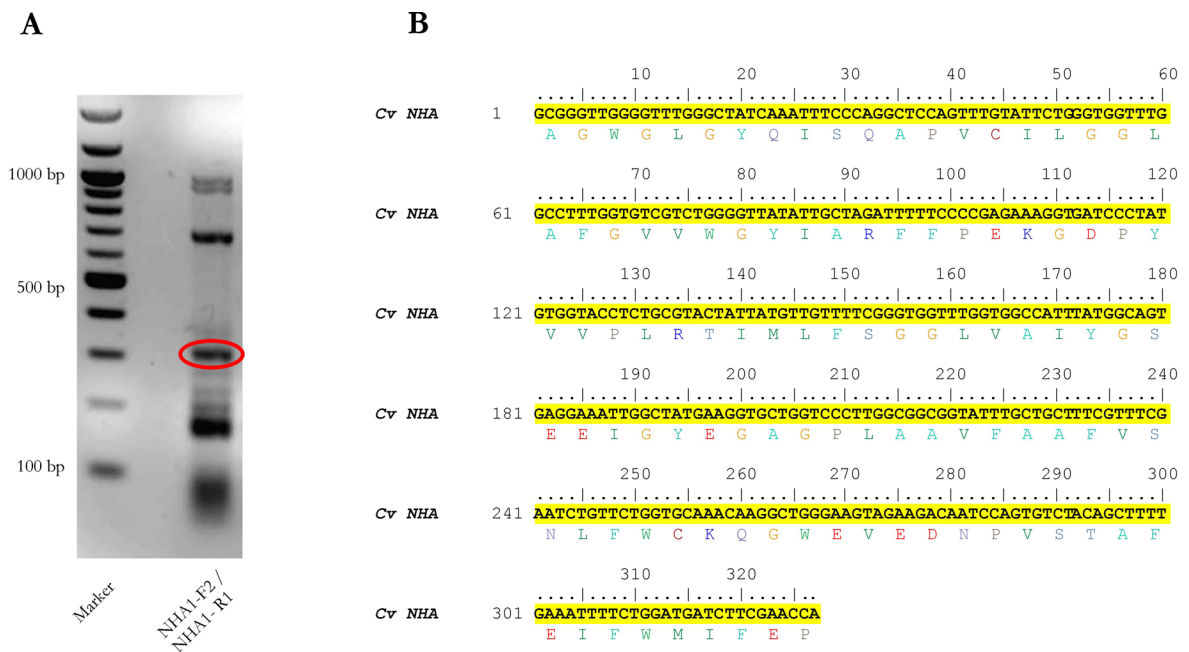 A
B
1000 bp
500 bp
100 bp
Marker
NHA1-F2 /
NHA1- R1
10 20 30 40 50 60
Cv NHA 1 GCGGGTTGGGGTTTGGGCTATCAAATTTCCCAGGCTCCAGTTTGTATTCTGGGTGGTTTG
A G W G L G Y Q I S Q A P V C I L G G L
70 80 90 100 110 120
Cv NHA 61 GCCTTTGGTGTCGTCTGGGGTTATATTGCTAGATTTTTCCCCGAGAAAGGTGATCCCTAT
A F G V V W G Y I A R F F P E K G D P Y
130 140 150 160 170 180
Cv NHA 121 GTGGTACCTCTGCGTACTATTATGTTGTTTTCGGGTGGTTTGGTGGCCATTTATGGCAGT
V V P L R T I M L F S G G L V A I Y G S
190 200 210 220 230 240
Cv NHA 181 GAGGAAATTGGCTATGAAGGTGCTGGTCCCTTGGCGGCGGTATTTGCTGCTTTCGTTTCG
E E I G Y E G A G P L A A V F A A F V S
250 260 270 280 290 300
Cv NHA 241 AATCTGTTCTGGTGCAAACAAGGCTGGGAAGTAGAAGACAATCCAGTGTCTACAGCTTTT
N L F W C K Q G W E V E D N P V S T A F
310 320
Cv NHA 301 GAAATTTTCTGGATGATCTTCGAACCA
E I F W M I F E P